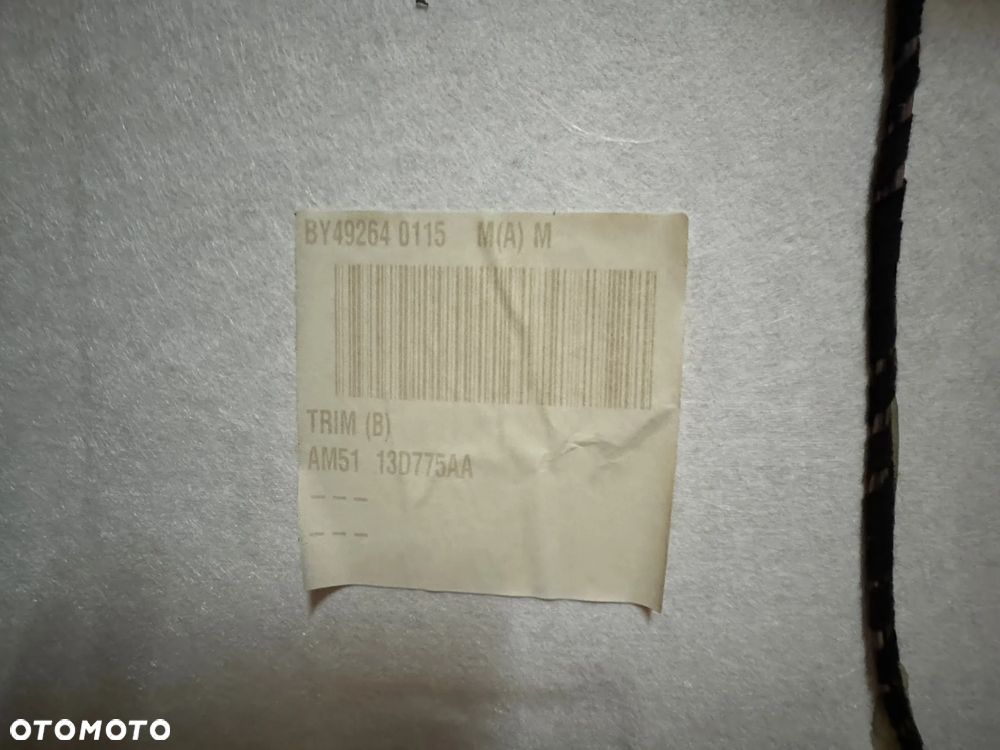 BY49264 0115 M(A) M
TRIM (B)
AM51 13D775AA
--- --- ---
--- --- ---
OTOMOTO